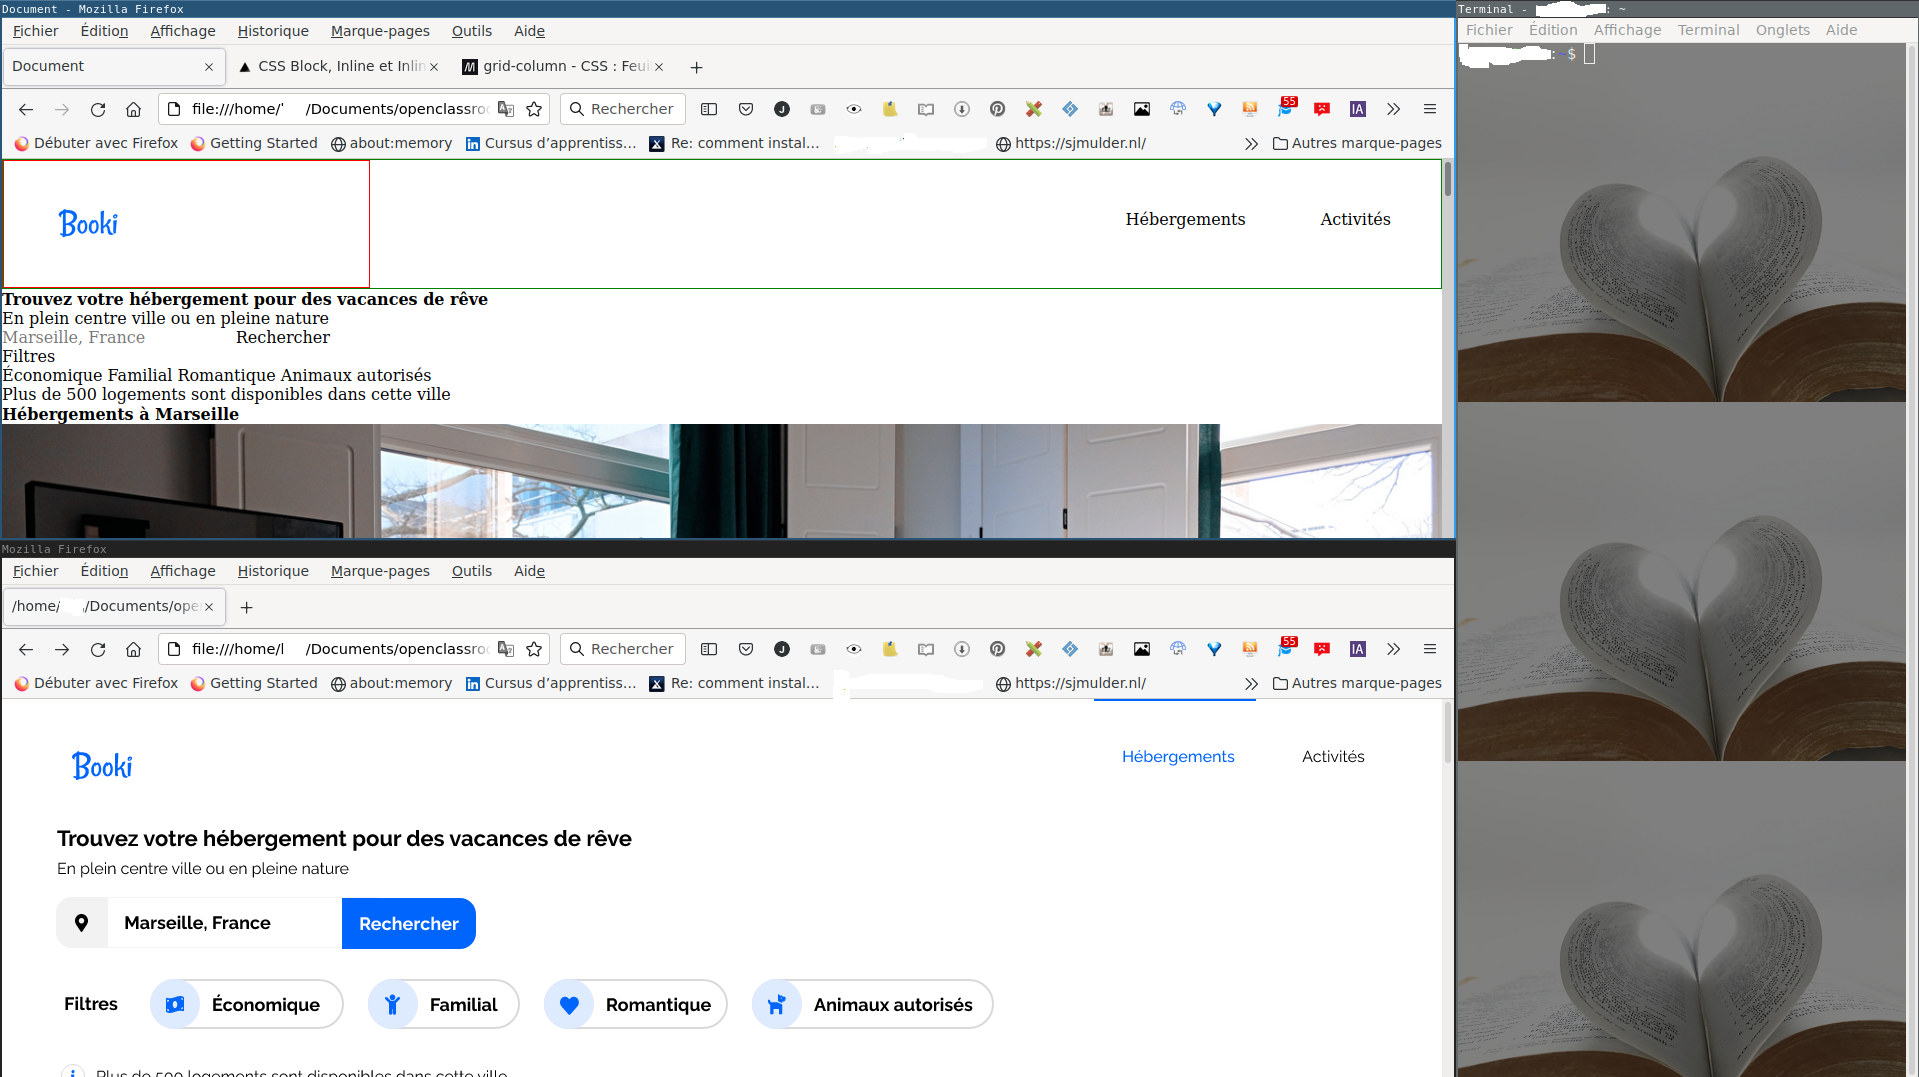 Document - Mozilla Firefox
Fichier Édition Affichage Historique Marque-pages Outils Aide
Document CSS Block, Inline et Inlin grid-column - CSS : Feui
file:///home/ /Documents/openclassroo Rechercher 55 IA
Débuter avec Firefox Getting Started about:memory Cursus d’apprentiss… Re: comment instal… https://sjmulder.nl/ Autres marque-pages
Booki Hébergements Activités
Trouvez votre hébergement pour des vacances de rêve
En plein centre ville ou en pleine nature
Marseille, France Rechercher
Filtres
Économique Familial Romantique Animaux autorisés
Plus de 500 logements sont disponibles dans cette ville
Hébergements à Marseille
Mozilla Firefox
Fichier Édition Affichage Historique Marque-pages Outils Aide
/home/ /Documents/ope
file:///home/l /Documents/openclassroo Rechercher 55 IA
Débuter avec Firefox Getting Started about:memory Cursus d’apprentiss… Re: comment instal… https://sjmulder.nl/ Autres marque-pages
Booki Hébergements Activités
Trouvez votre hébergement pour des vacances de rêve
En plein centre ville ou en pleine nature
Marseille, France Rechercher
Filtres Économique Familial Romantique Animaux autorisés
Plus de 500 logements sont disponibles dans cette ville
Terminal - : ~
Fichier Édition Affichage Terminal Onglets Aide
:~$